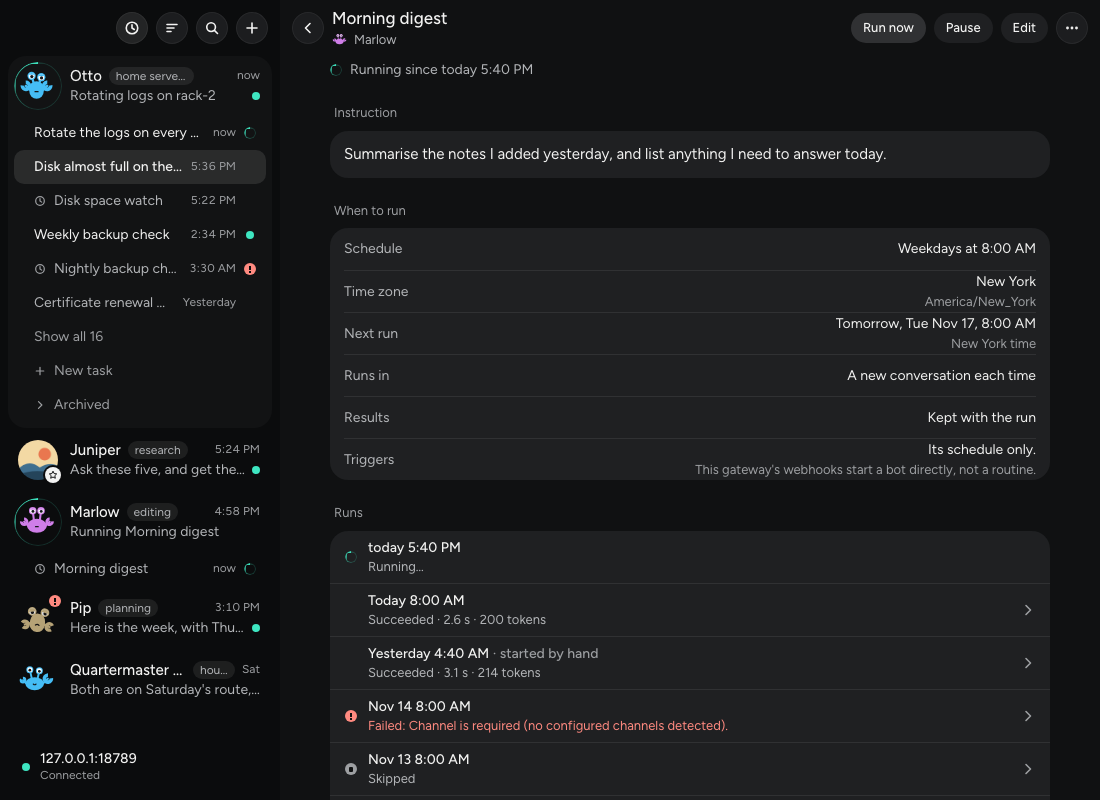 Otto home serve... now
Rotating logs on rack-2
Rotate the logs on every ... now
Disk almost full on the... 5:36 PM
Disk space watch 5:22 PM
Weekly backup check 2:34 PM
Nightly backup ch... 3:30 AM
Certificate renewal ... Yesterday
Show all 16
New task
Archived
Juniper research 5:24 PM
Ask these five, and get the...
Marlow editing 4:58 PM
Running Morning digest
Morning digest now
Pip planning 3:10 PM
Here is the week, with Thu...
Quartermaster ... hou... Sat
Both are on Saturday's route,...
127.0.0.1:18789
Connected
Morning digest
Marlow
Run now Pause Edit
Running since today 5:40 PM
Instruction
Summarise the notes I added yesterday, and list anything I need to answer today.
When to run
Schedule Weekdays at 8:00 AM
Time zone New York
America/New_York
Next run Tomorrow, Tue Nov 17, 8:00 AM
New York time
Runs in A new conversation each time
Results Kept with the run
Triggers Its schedule only.
This gateway's webhooks start a bot directly, not a routine.
Runs
today 5:40 PM
Running...
Today 8:00 AM
Succeeded · 2.6 s · 200 tokens
Yesterday 4:40 AM · started by hand
Succeeded · 3.1 s · 214 tokens
Nov 14 8:00 AM
Failed: Channel is required (no configured channels detected).
Nov 13 8:00 AM
Skipped